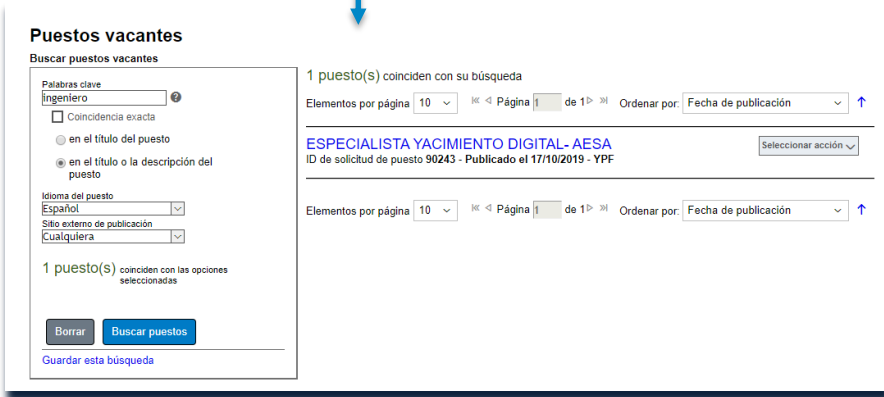 Puestos vacantes
Buscar puestos vacantes
Palabras clave
ingeniero
Coincidencia exacta
en el título del puesto
en el título o la descripción del
puesto
Idioma del puesto
Español
Sitio externo de publicación
Cualquiera
1 puesto(s) coinciden con las opciones
seleccionadas
Borrar Buscar puestos
Guardar esta búsqueda
1 puesto(s) coinciden con su búsqueda
Elementos por página 10 Página 1 de 1 Ordenar por: Fecha de publicación
ESPECIALISTA YACIMIENTO DIGITAL- AESA
Seleccionar acción
ID de solicitud de puesto 90243 - Publicado el 17/10/2019 - YPF
Elementos por página 10 Página 1 de 1 Ordenar por: Fecha de publicación